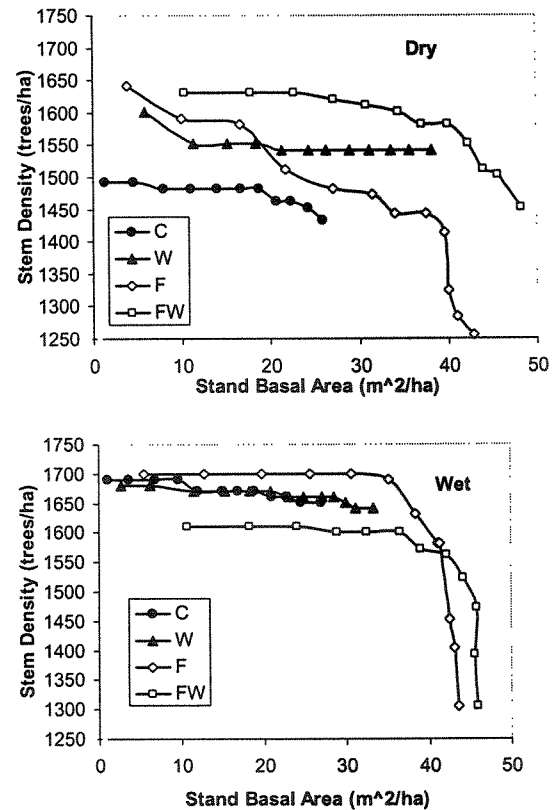 1750
1700
1650
1600
1550
1500
1450
1400
1350
1300
1250
Stem Density (trees/ha)
Dry
C
W
F
FW
0 10 20 30 40 50
Stand Basal Area (m^2/ha)
1750
1700
1650
1600
1550
1500
1450
1400
1350
1300
1250
Stem Density (trees/ha)
Wet
C
W
F
FW
0 10 20 30 40 50
Stand Basal Area (m^2/ha)